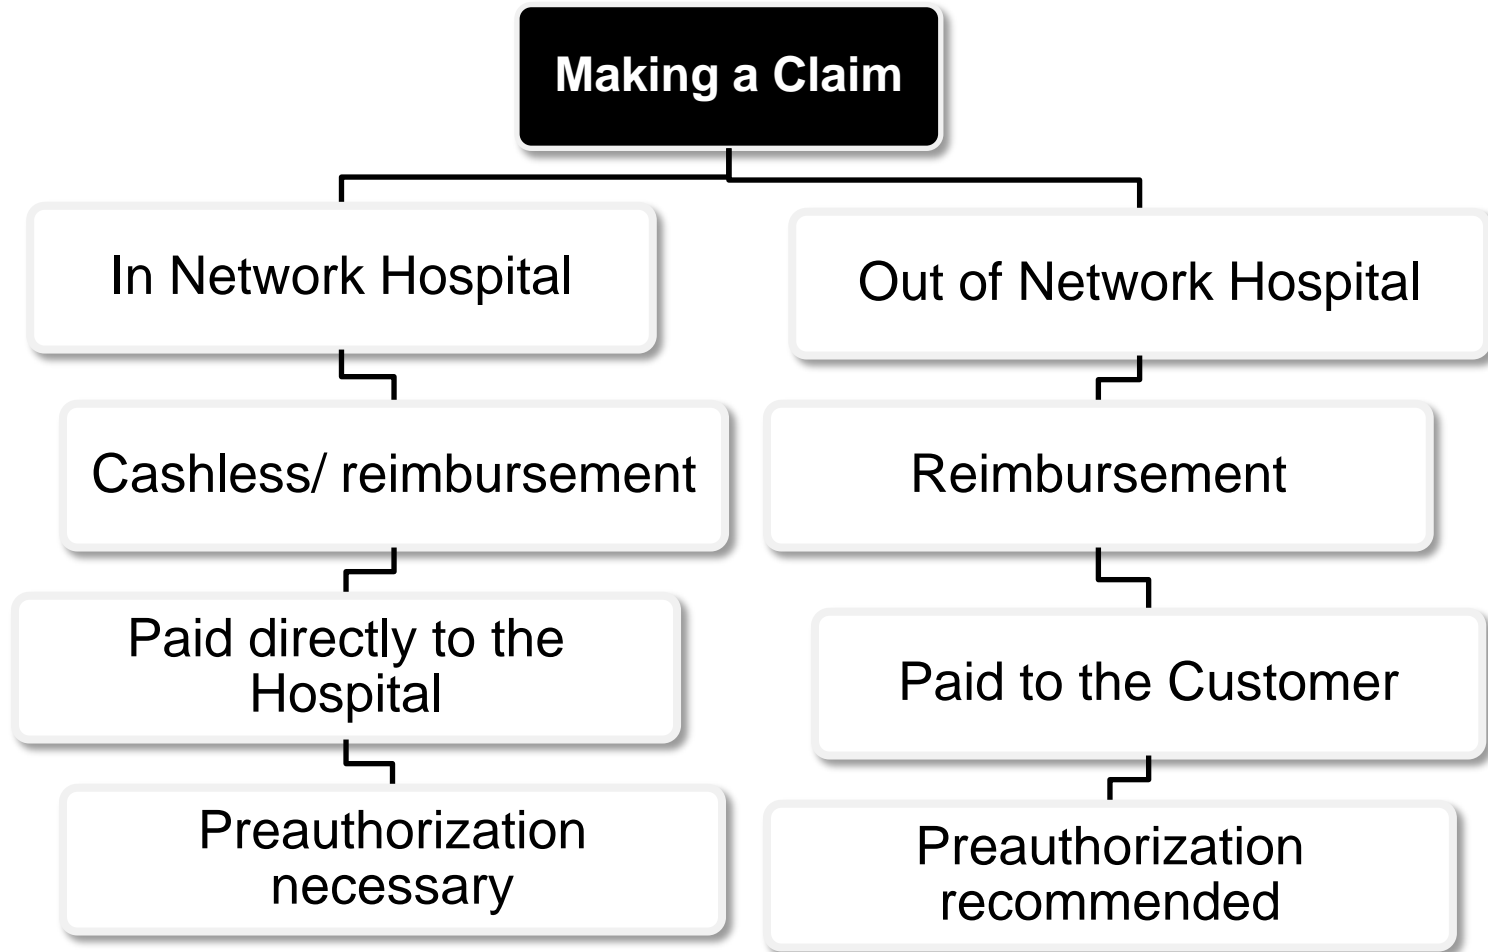 Making a Claim
In Network Hospital
Cashless/ reimbursement
Paid directly to the
Hospital
Preauthorization
necessary
Out of Network Hospital
Reimbursement
Paid to the Customer
Preauthorization
recommended